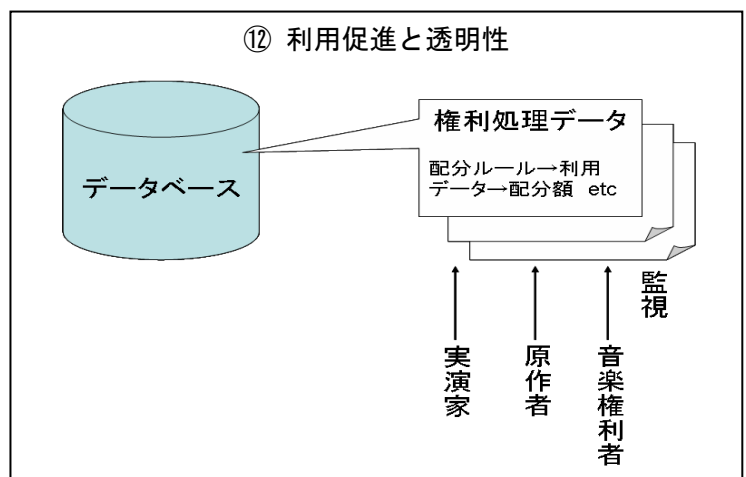 ⑫ 利用促進と透明性
データベース
権利処理データ
配分ルール→利用
データ→配分額 etc
監視
実演家
原作者
音楽権利者